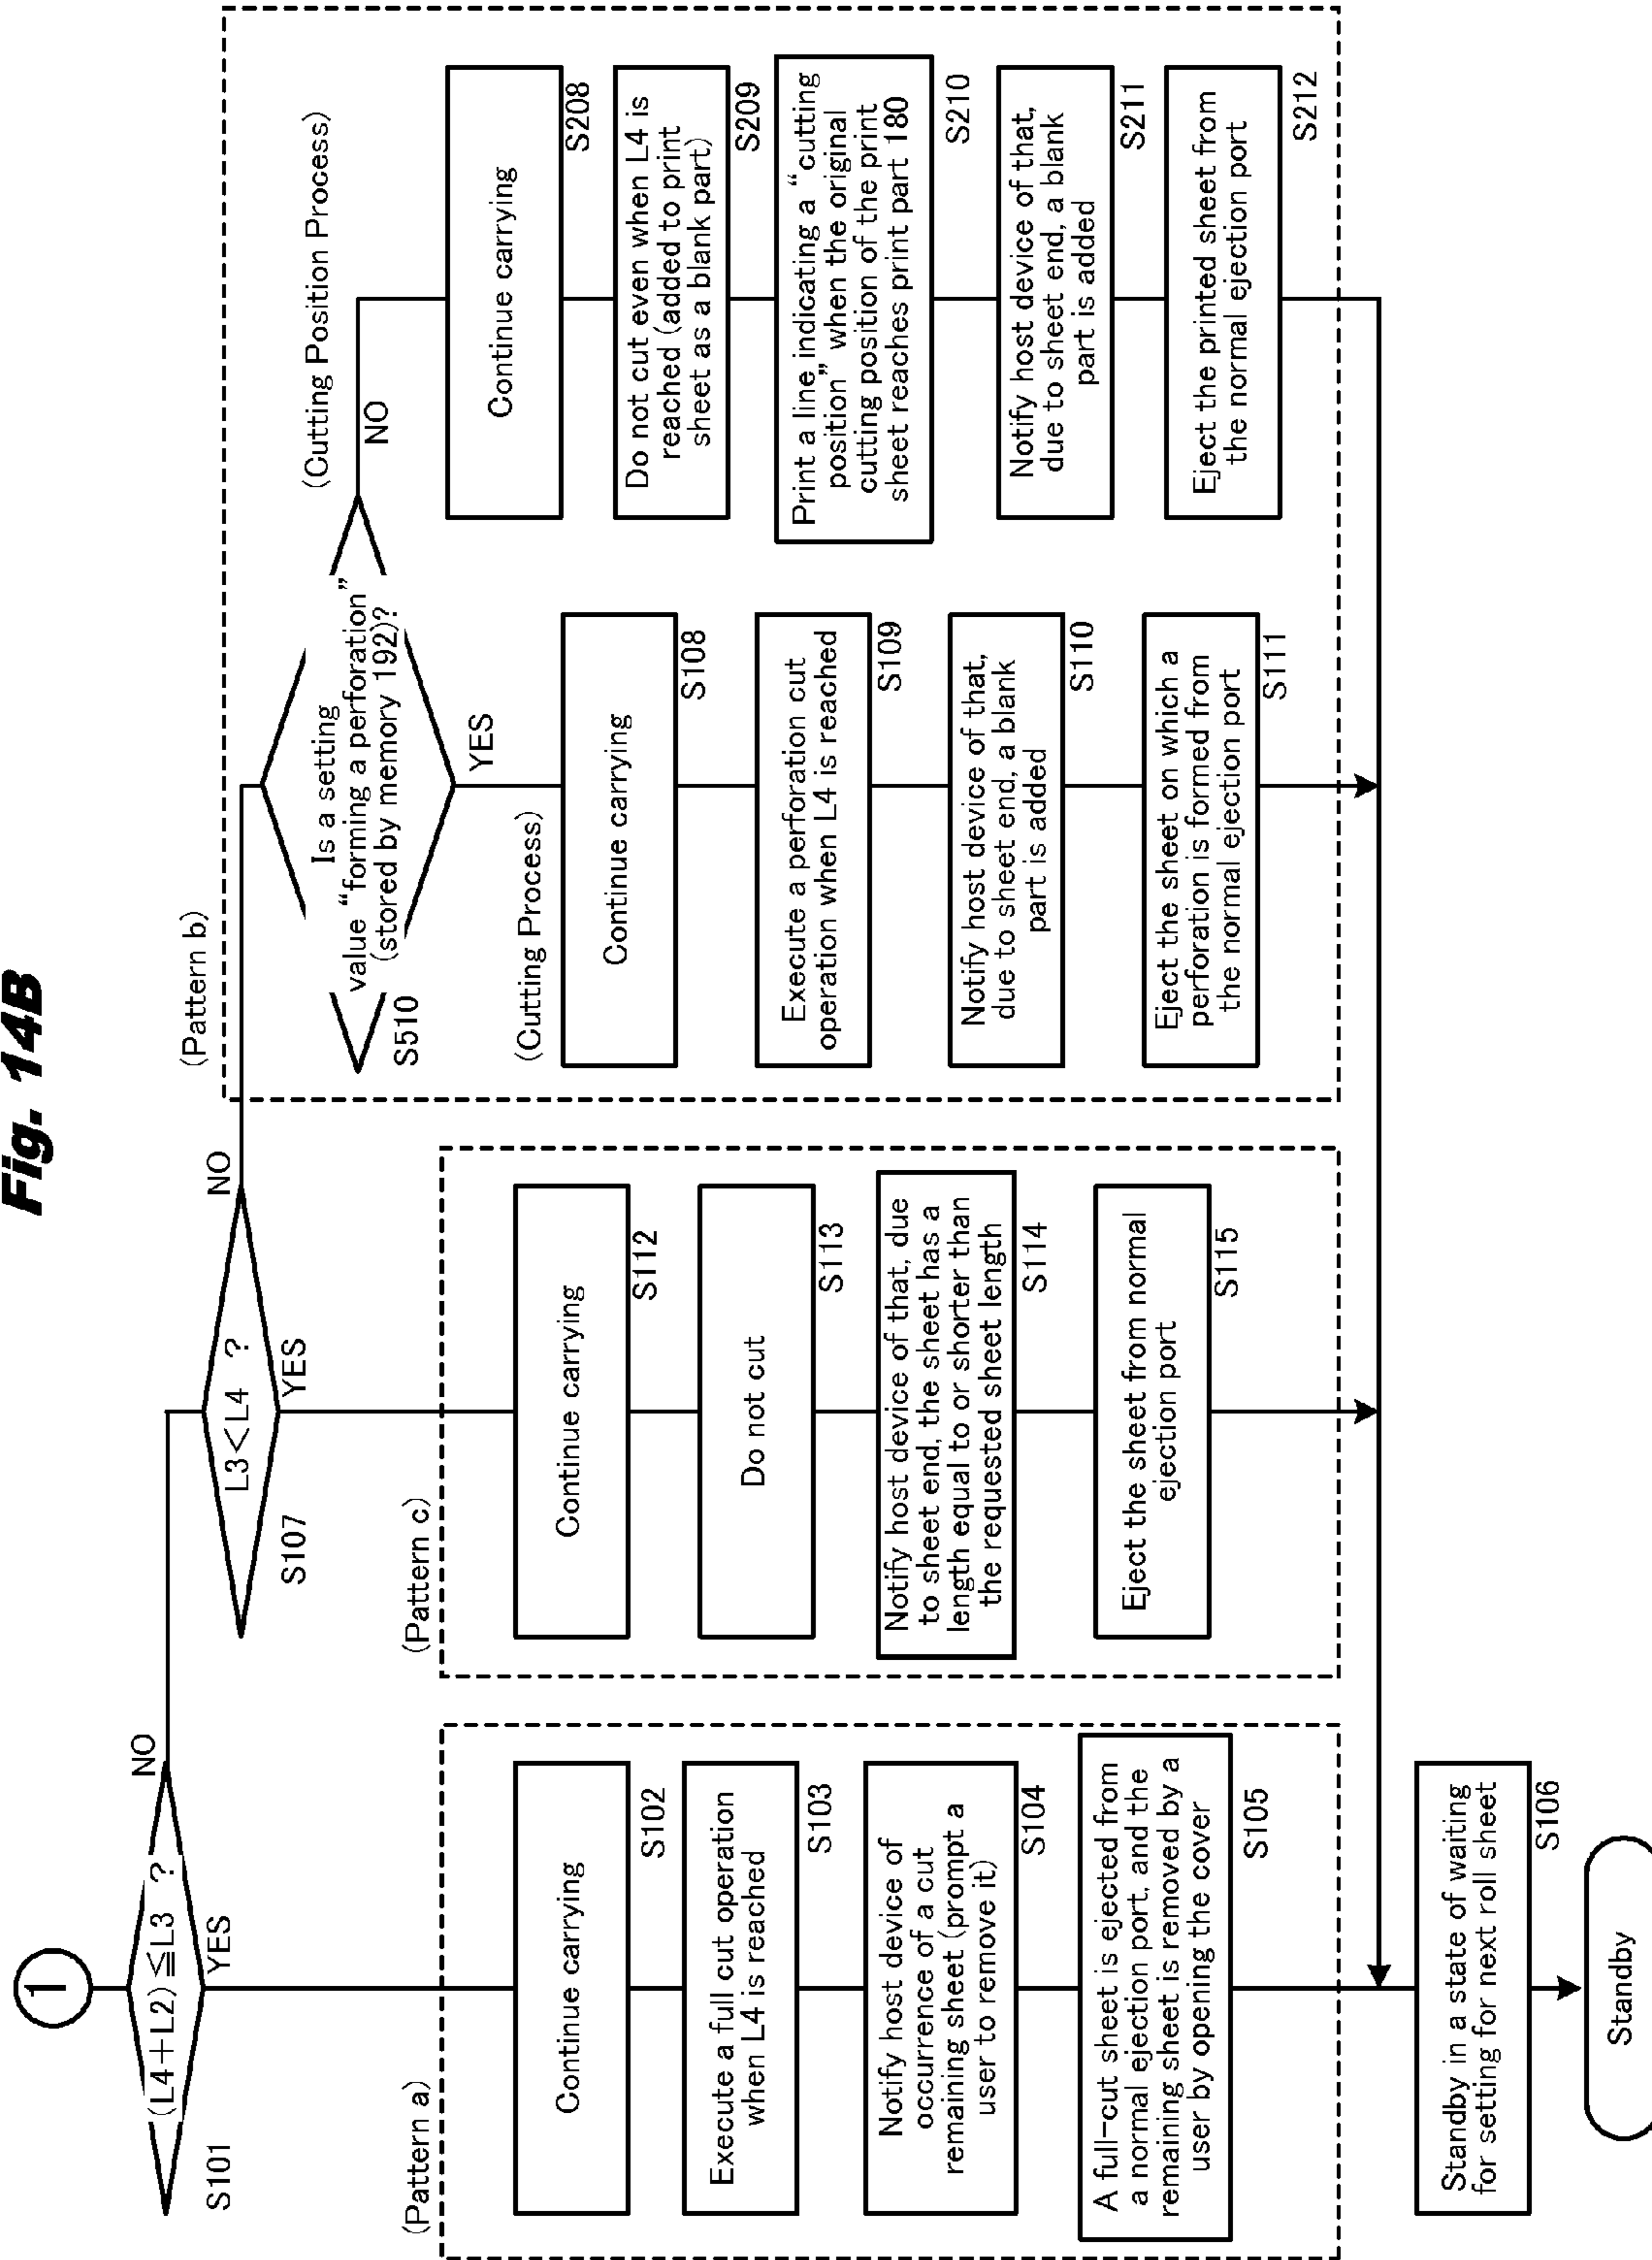 Fig. 14B
1
(L4+L2)≦L3 ?
S101
YES
NO
(Pattern a)
Continue carrying
S102
Execute a full cut operation
when L4 is reached
S103
Notify host device of
occurrence of a cut
remaining sheet (prompt a
user to remove it)
S104
A full-cut sheet is ejected from
a normal ejection port, and the
remaining sheet is removed by a
user by opening the cover
S105
Standby in a state of waiting
for setting for next roll sheet
S106
Standby
L3<L4 ?
S107
YES
NO
(Pattern c)
Continue carrying
S112
Do not cut
S113
Notify host device of that, due
to sheet end, the sheet has a
length equal to or shorter than
the requested sheet length
S114
Eject the sheet from normal
ejection port
S115
(Pattern b)
Is a setting
value “forming a perforation”
(stored by memory 192)?
S510
YES
NO
(Cutting Process)
Continue carrying
S108
Execute a perforation cut
operation when L4 is reached
S109
Notify host device of that,
due to sheet end, a blank
part is added
S110
Eject the sheet on which a
perforation is formed from
the normal ejection port
S111
(Cutting Position Process)
Continue carrying
S208
Do not cut even when L4 is
reached (added to print
sheet as a blank part)
S209
Print a line indicating a “cutting
position” when the original
cutting position of the print
sheet reaches print part 180
S210
Notify host device of that,
due to sheet end, a blank
part is added
S211
Eject the printed sheet from
the normal ejection port
S212